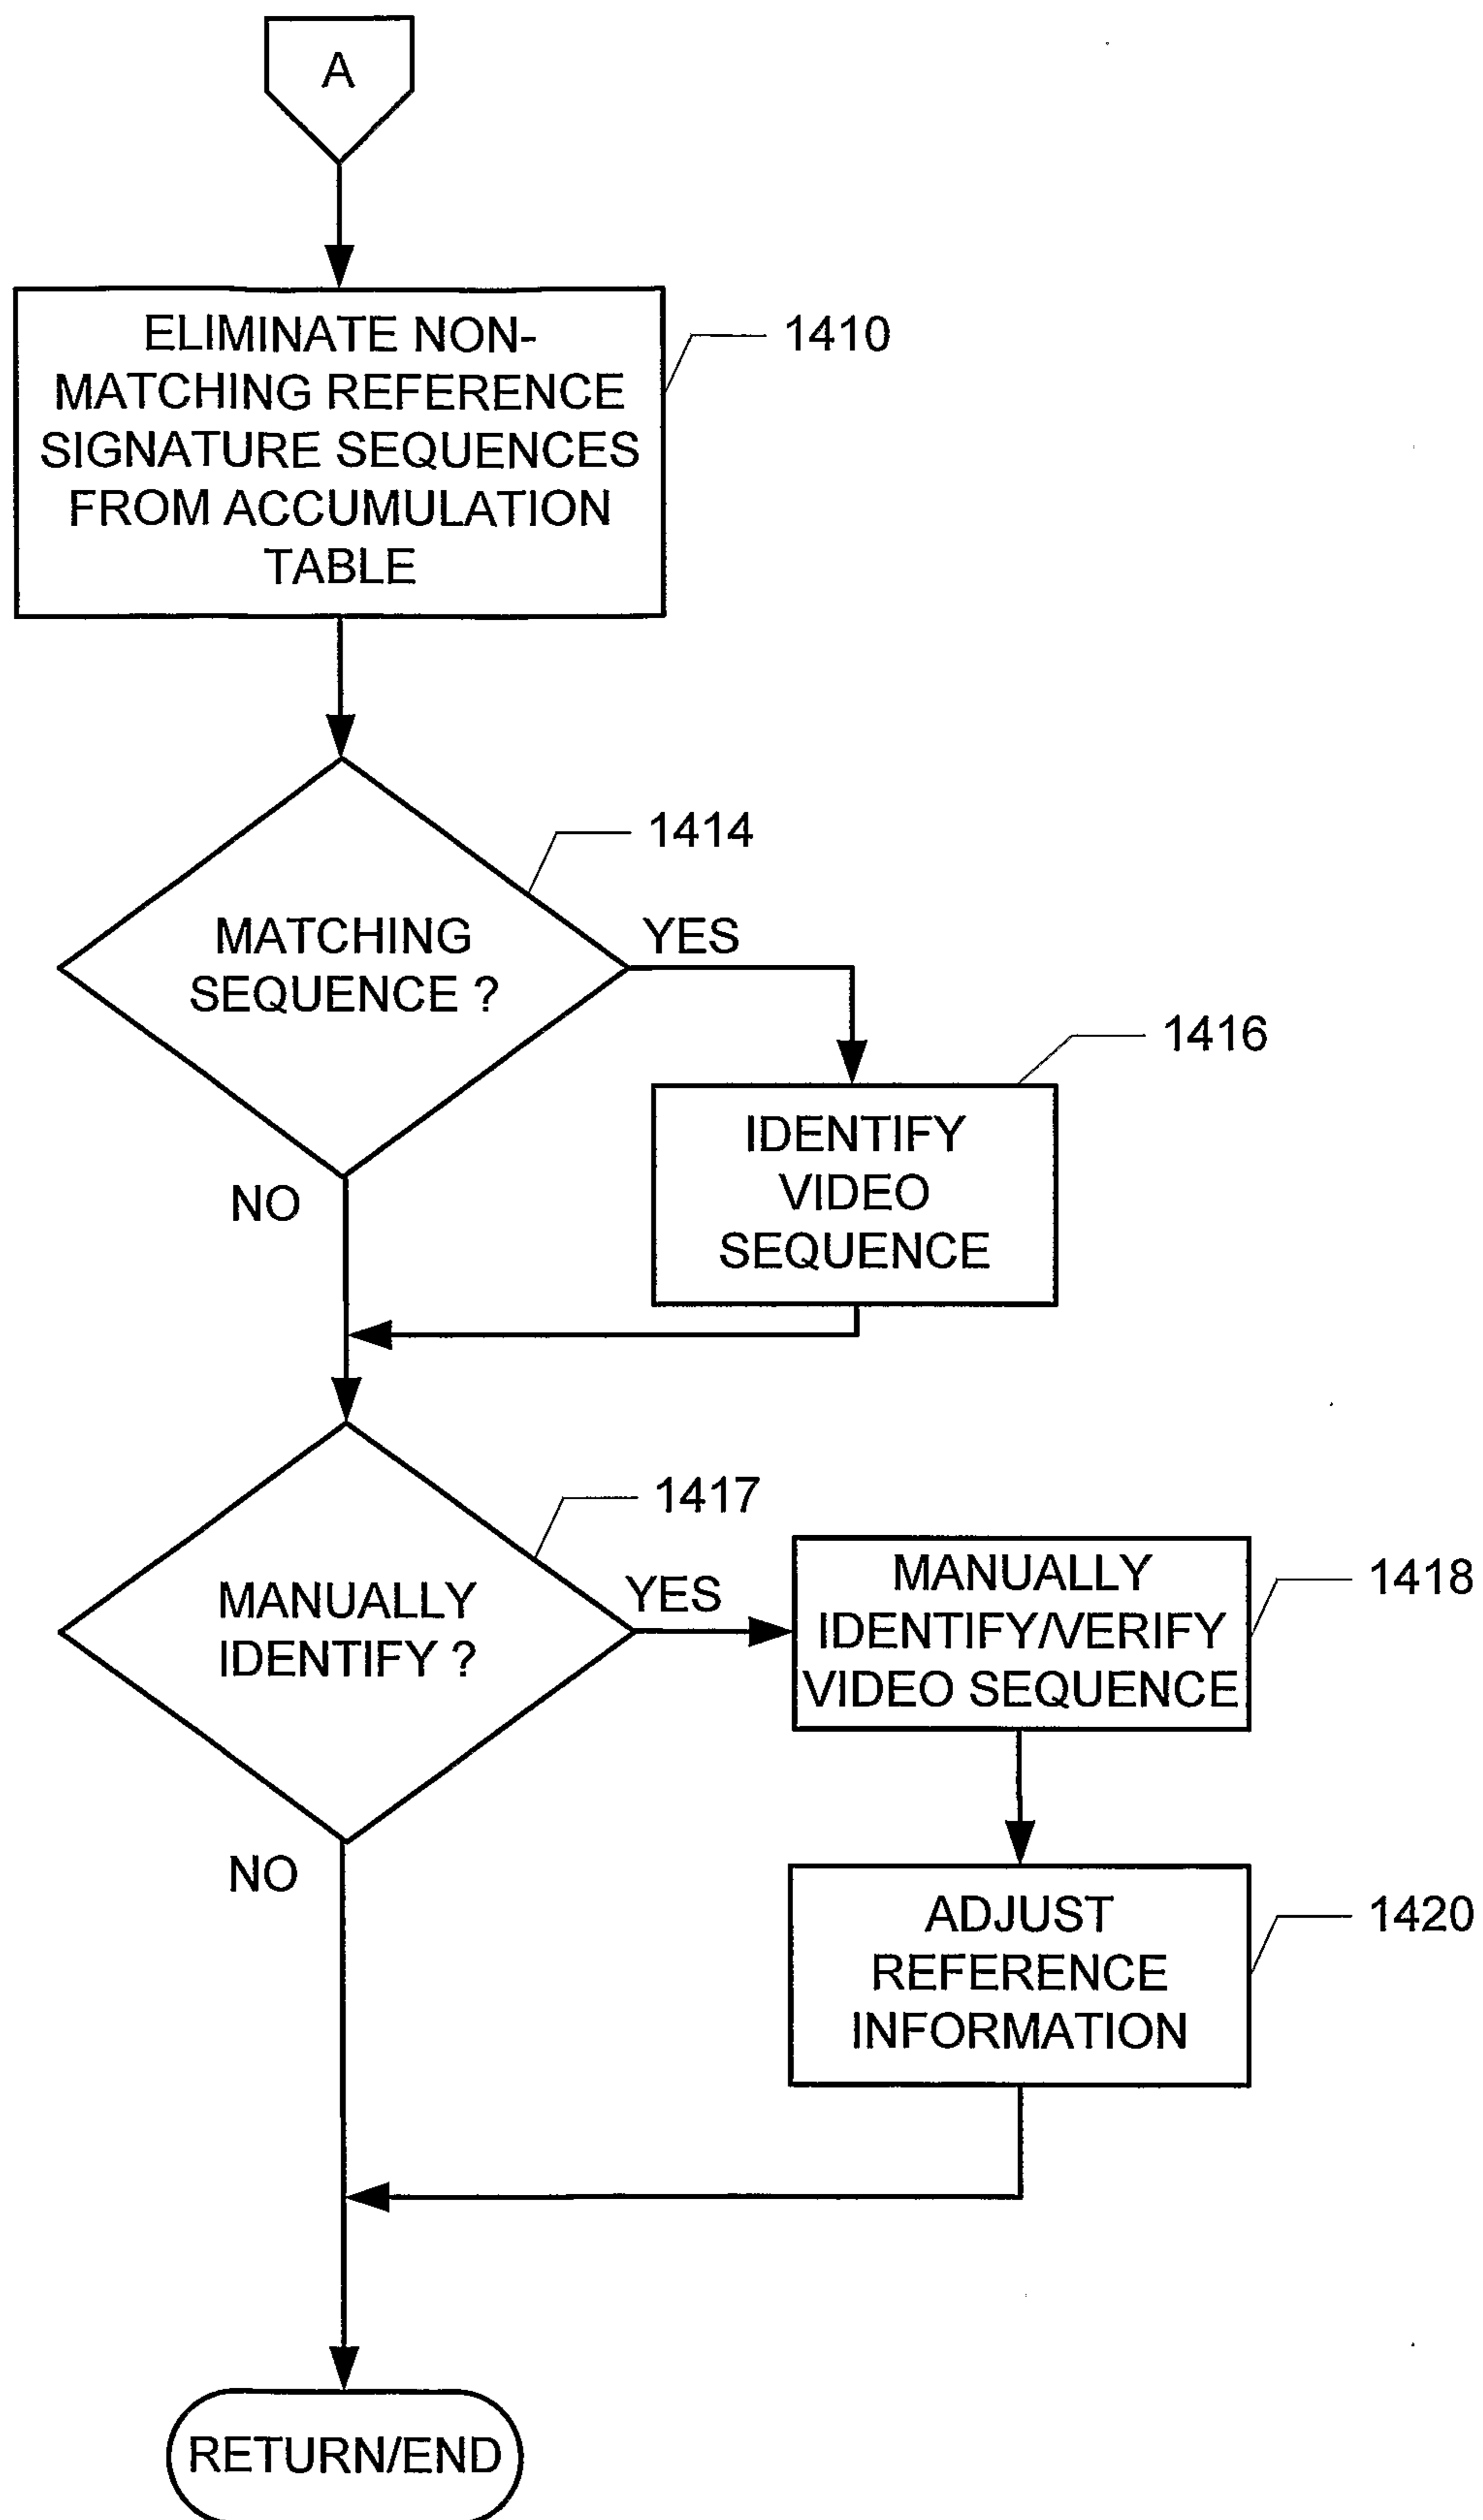 A
ELIMINATE NON-
MATCHING REFERENCE
SIGNATURE SEQUENCES
FROM ACCUMULATION
TABLE
1410
1414
MATCHING
SEQUENCE ?
YES
NO
1416
IDENTIFY
VIDEO
SEQUENCE
1417
MANUALLY
IDENTIFY ?
YES
NO
1418
MANUALLY
IDENTIFY/VERIFY
VIDEO SEQUENCE
1420
ADJUST
REFERENCE
INFORMATION
RETURN/END